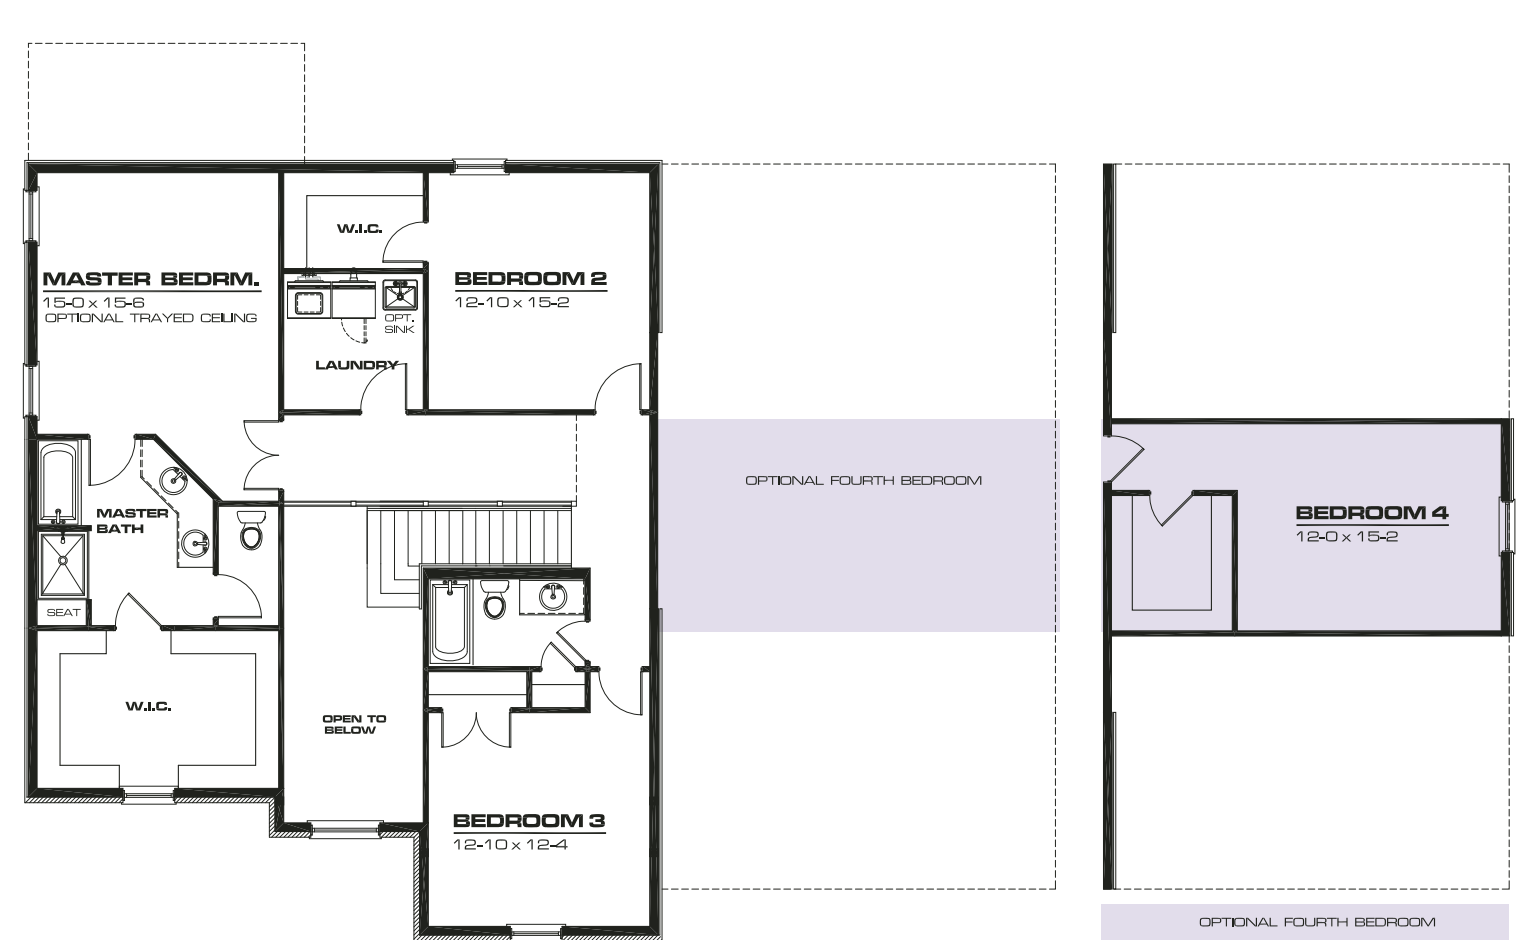 W.I.C.
MASTER BEDRM.
15-0 x 15-6
OPTIONAL TRAYED CEILING
BEDROOM 2
12-10 x 15-2
OPT.
SINK
LAUNDRY
OPTIONAL FOURTH BEDROOM
MASTER
BATH
BEDROOM 4
12-0 x 15-2
SEAT
W.I.C.
OPEN TO
BELOW
BEDROOM 3
12-10 x 12-4
OPTIONAL FOURTH BEDROOM